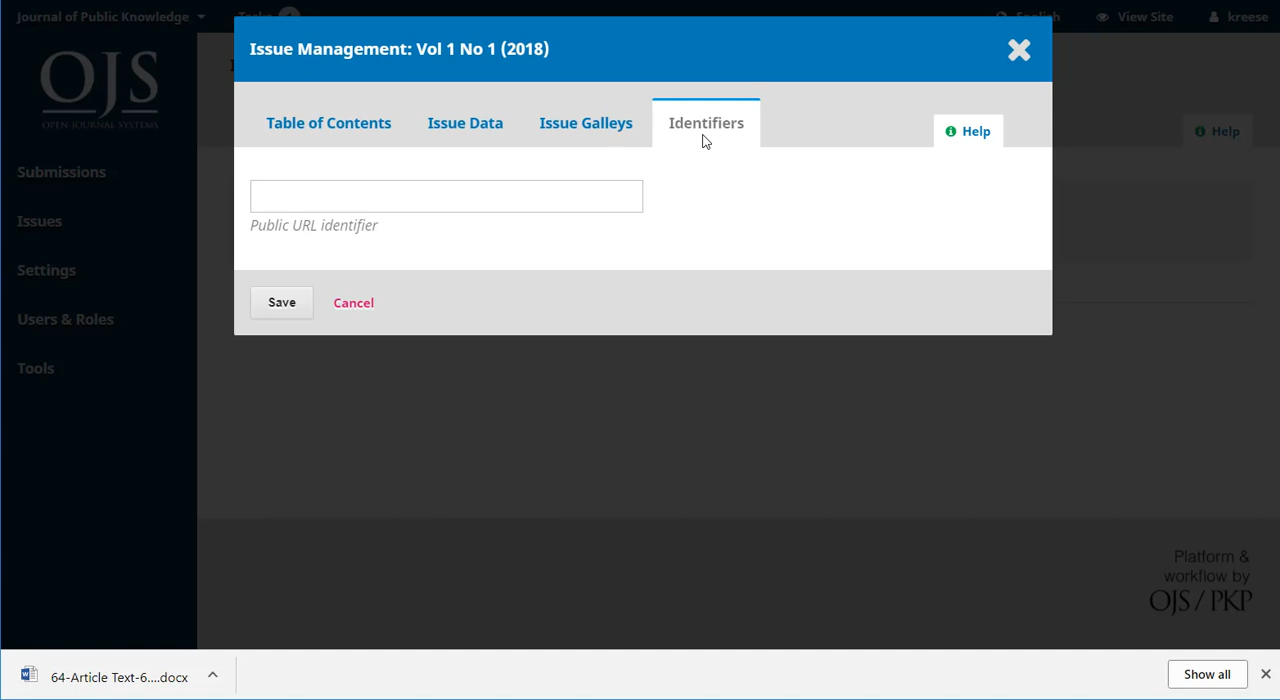 Journal of Public Knowledge
Tasks
English
View Site
kreese
Issue Management: Vol 1 No 1 (2018)
OJS
OPEN JOURNAL SYSTEMS
Table of Contents
Issue Data
Issue Galleys
Identifiers
Help
Help
Submissions
Issues
Settings
Users & Roles
Tools
Public URL identifier
Save
Cancel
Platform &
workflow by
OJS / PKP
64-Article Text-6....docx
Show all